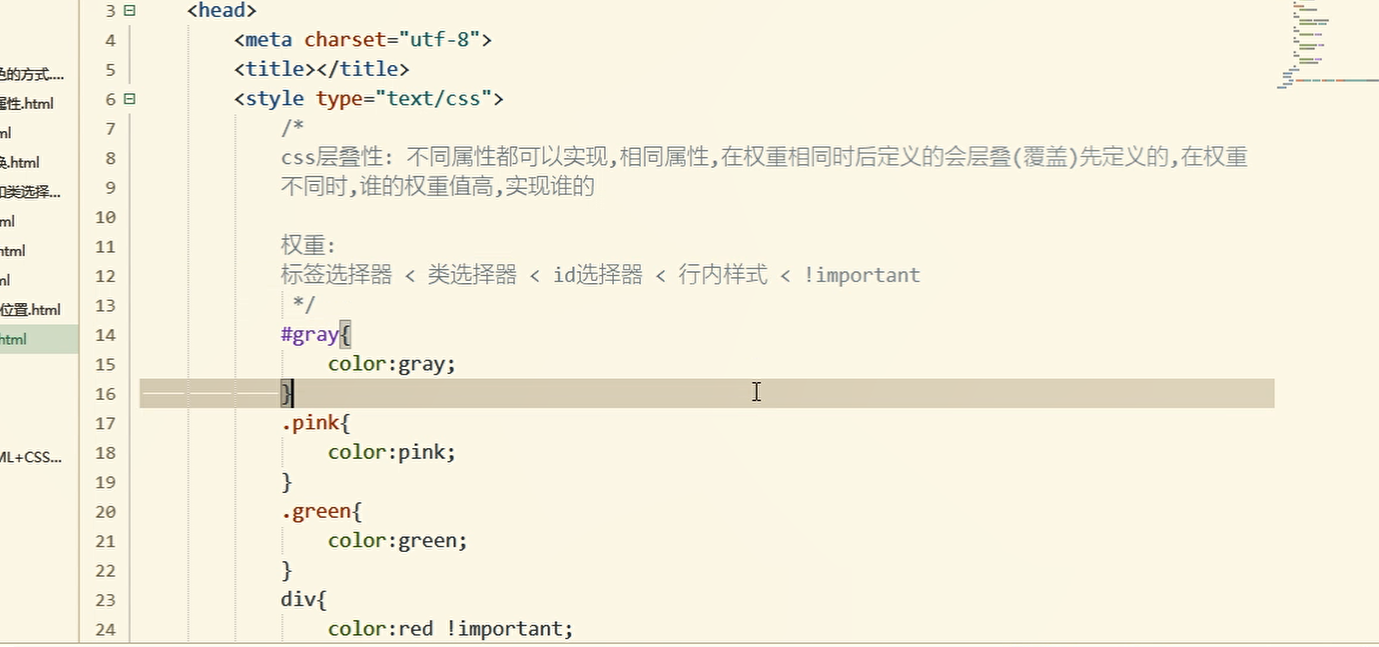 3 <head>
4 <meta charset="utf-8">
色的方式....
5 <title></title>
属性.html
6 <style type="text/css">
ml
7 /*
换.html
8 css层叠性: 不同属性都可以实现,相同属性,在权重相同时后定义的会层叠(覆盖)先定义的,在权重
和类选择...
9 不同时,谁的权重值高,实现谁的
ml
10
html
11 权重:
ml
12 标签选择器 < 类选择器 < id选择器 < 行内样式 < !important
位置.html
13 */
html
14 #gray{
15 color:gray;
16 }
17 .pink{
ML+CSS...
18 color:pink;
19 }
20 .green{
21 color:green;
22 }
23 div{
24 color:red !important;